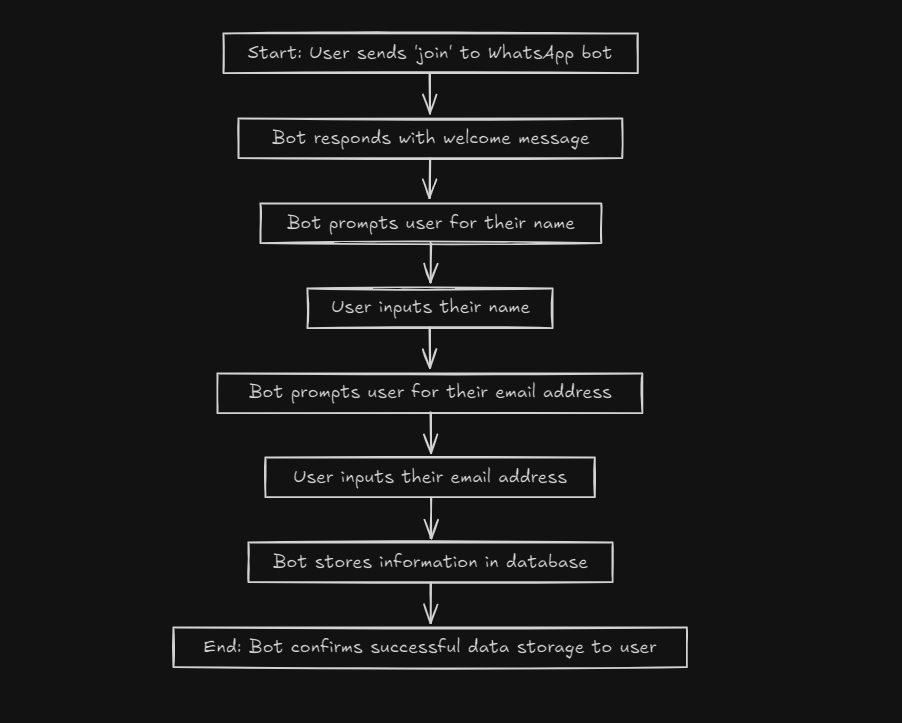 Start: User sends 'join' to WhatsApp bot
Bot responds with welcome message
Bot prompts user for their name
User inputs their name
Bot prompts user for their email address
User inputs their email address
Bot stores information in database
End: Bot confirms successful data storage to user